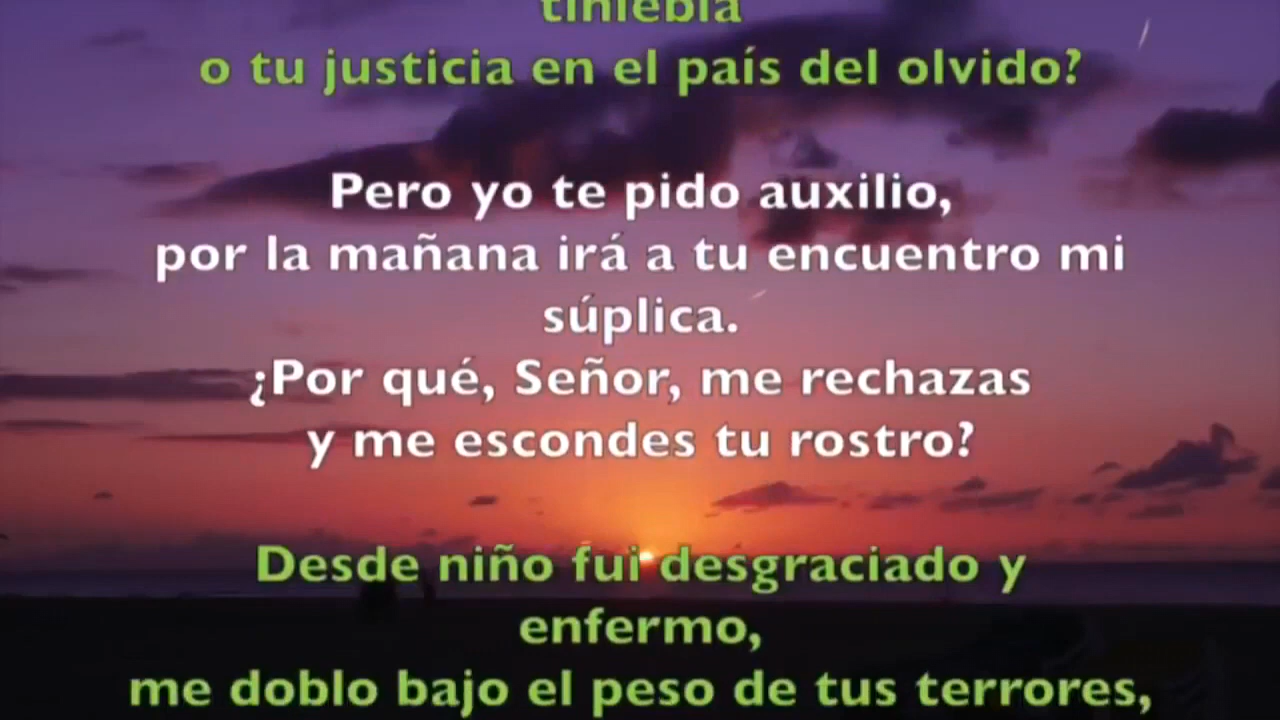 tiniebla
o tu justicia en el país del olvido?
Pero yo te pido auxilio,
por la mañana irá a tu encuentro mi
súplica.
¿Por qué, Señor, me rechazas
y me escondes tu rostro?
Desde niño fui desgraciado y
enfermo,
me doblo bajo el peso de tus terrores,